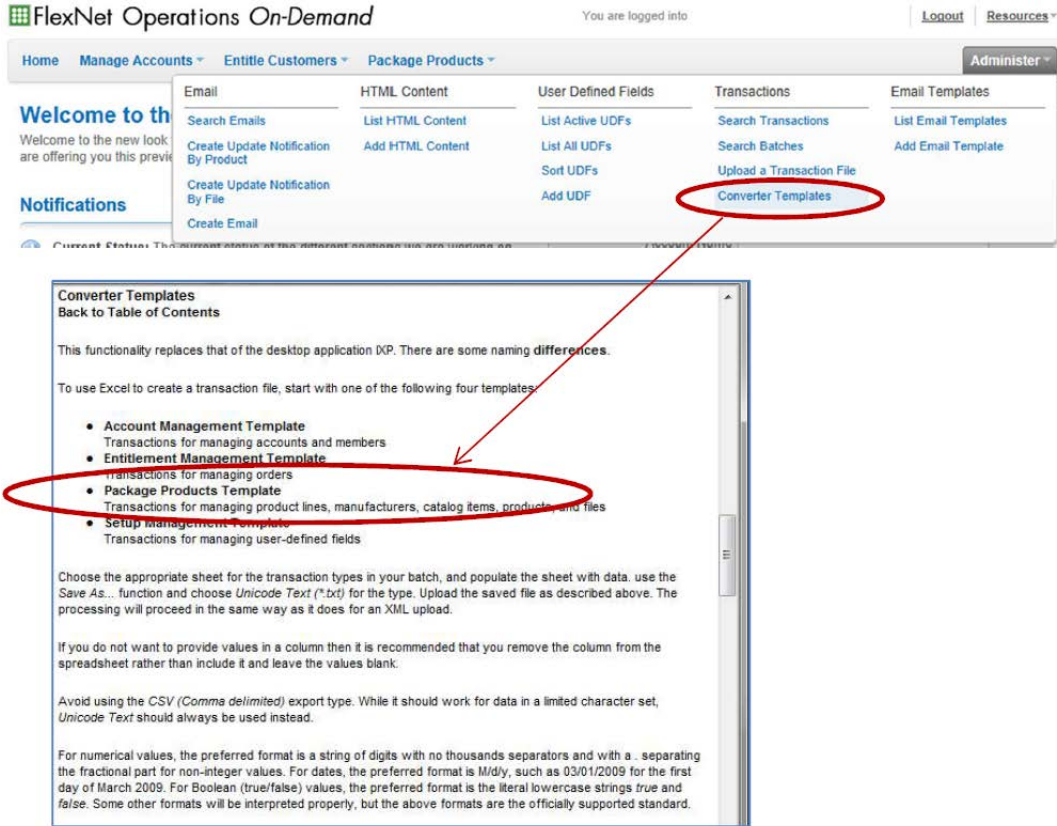 FlexNet Operations On-Demand
You are logged into
Logout Resources
Home Manage Accounts Entitle Customers Package Products Administer
Welcome to th
Welcome to the new look
are offering you this previe
Notifications
Email
Search Emails
Create Update Notification
By Product
Create Update Notification
By File
Create Email
HTML Content
List HTML Content
Add HTML Content
User Defined Fields
List Active UDFs
List All UDFs
Sort UDFs
Add UDF
Transactions
Search Transactions
Search Batches
Upload a Transaction File
Converter Templates
Email Templates
List Email Templates
Add Email Template
Current Status: The current status of the different sections we are working on
Converter Templates
Back to Table of Contents
This functionality replaces that of the desktop application IXP. There are some naming differences.
To use Excel to create a transaction file, start with one of the following four templates:
• Account Management Template
Transactions for managing accounts and members
• Entitlement Management Template
Transactions for managing orders
• Package Products Template
Transactions for managing product lines, manufacturers, catalog items, products, and files
• Setup Management Template
Transactions for managing user-defined fields
Choose the appropriate sheet for the transaction types in your batch, and populate the sheet with data. use the
Save As... function and choose Unicode Text (*.txt) for the type. Upload the saved file as described above. The
processing will proceed in the same way as it does for an XML upload.
If you do not want to provide values in a column then it is recommended that you remove the column from the
spreadsheet rather than include it and leave the values blank.
Avoid using the CSV (Comma delimited) export type. While it should work for data in a limited character set,
Unicode Text should always be used instead.
For numerical values, the preferred format is a string of digits with no thousands separators and with a . separating
the fractional part for non-integer values. For dates, the preferred format is M/d/y, such as 03/01/2009 for the first
day of March 2009. For Boolean (true/false) values, the preferred format is the literal lowercase strings true and
false. Some other formats will be interpreted properly, but the above formats are the officially supported standard.